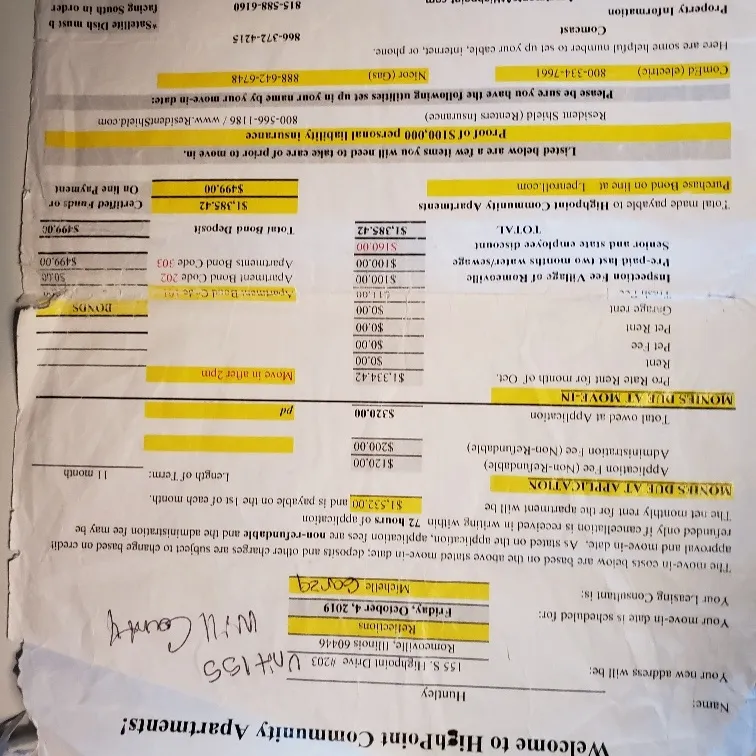 Welcome to HighPoint Community Apartments!
Name: Huntley
Your new address will be: 155 S. Highpoint Drive #203 Unit 155
Romeoville, Illinois 60446
Will County
Reflections
Your move-in date is scheduled for: Friday, October 4, 2019
Your Leasing Consultant is: Michelle Garza
The move-in costs below are based on the above stated move-in date; deposits and other charges are subject to change based on credit
approval and move-in date. As stated on the application, application fees are non-refundable and the administration fee may be
refunded only if cancellation is received in writing within 72 hours of application
The net monthly rent for the apartment will be $1,532.00 and is payable on the 1st of each month.
MONIES DUE AT APPLICATION
Length of Term: 11 month
Application Fee (Non-Refundable) $120.00
Administration Fee (Non-Refundable) $200.00
Total owed at Application $320.00 pd
MONIES DUE AT MOVE-IN
Pro Rate Rent for month of Oct. $1,334.42 Move in after 2pm
Rent $0.00
Pet Fee $0.00
Pet Rent $0.00
Garage rent $0.00 BONDS
Trash Fee $11.00 Apartment Bond Code 101
Inspection Fee Village of Romeoville $100.00 Apartment Bond Code 202 $0.00
Pre-paid last two months water/sewage $100.00 Apartments Bond Code 303 $499.00
Senior and state employee discount $160.00
TOTAL $1,385.42 Total Bond Deposit $499.00
Total made payable to Highpoint Community Apartments $1,385.42 Certified Funds or
Purchase Bond on line at Lpenroll.com $499.00 On line Payment
Listed below are a few items you will need to take care of prior to move in.
Proof of $100,000 personal liability insurance
Resident Shield (Renters Insurance) 800-566-1186 / www.ResidentShield.com
Please be sure you have the following utilities set up in your name by your move-in date:
ComEd (electric) 800-334-7661 Nicor (Gas) 888-642-6748
Here are some helpful number to set up your cable, internet, or phone.
Comcast 866-372-4215 *Satellite Dish must b
facing South in order
Property Information 815-588-6160